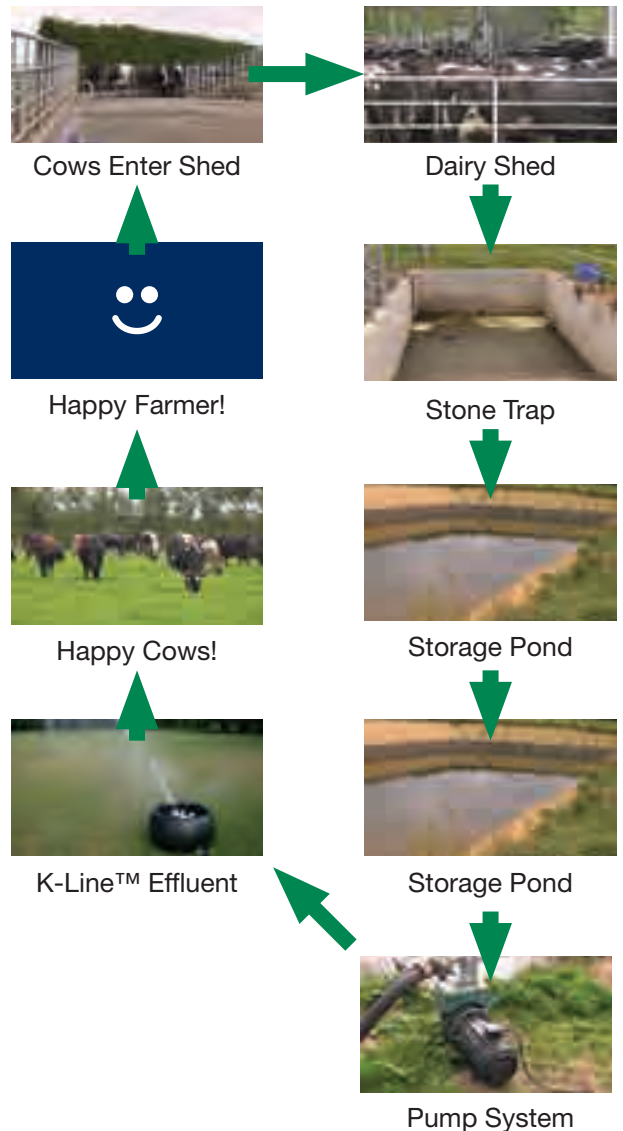 Cows Enter Shed
Dairy Shed
Stone Trap
Storage Pond
Storage Pond
Pump System
K-Line™ Effluent
Happy Cows!
Happy Farmer!